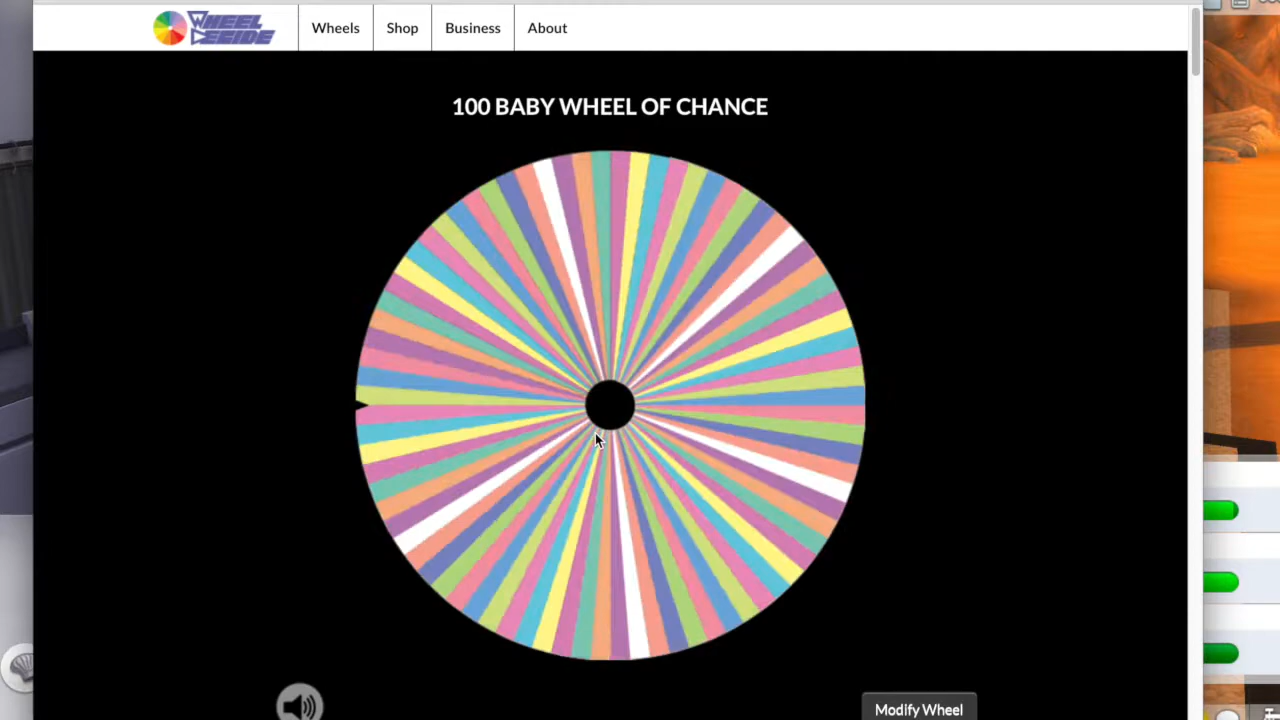 WHEEL
DECIDE
Wheels
Shop
Business
About
100 BABY WHEEL OF CHANCE
Modify Wheel